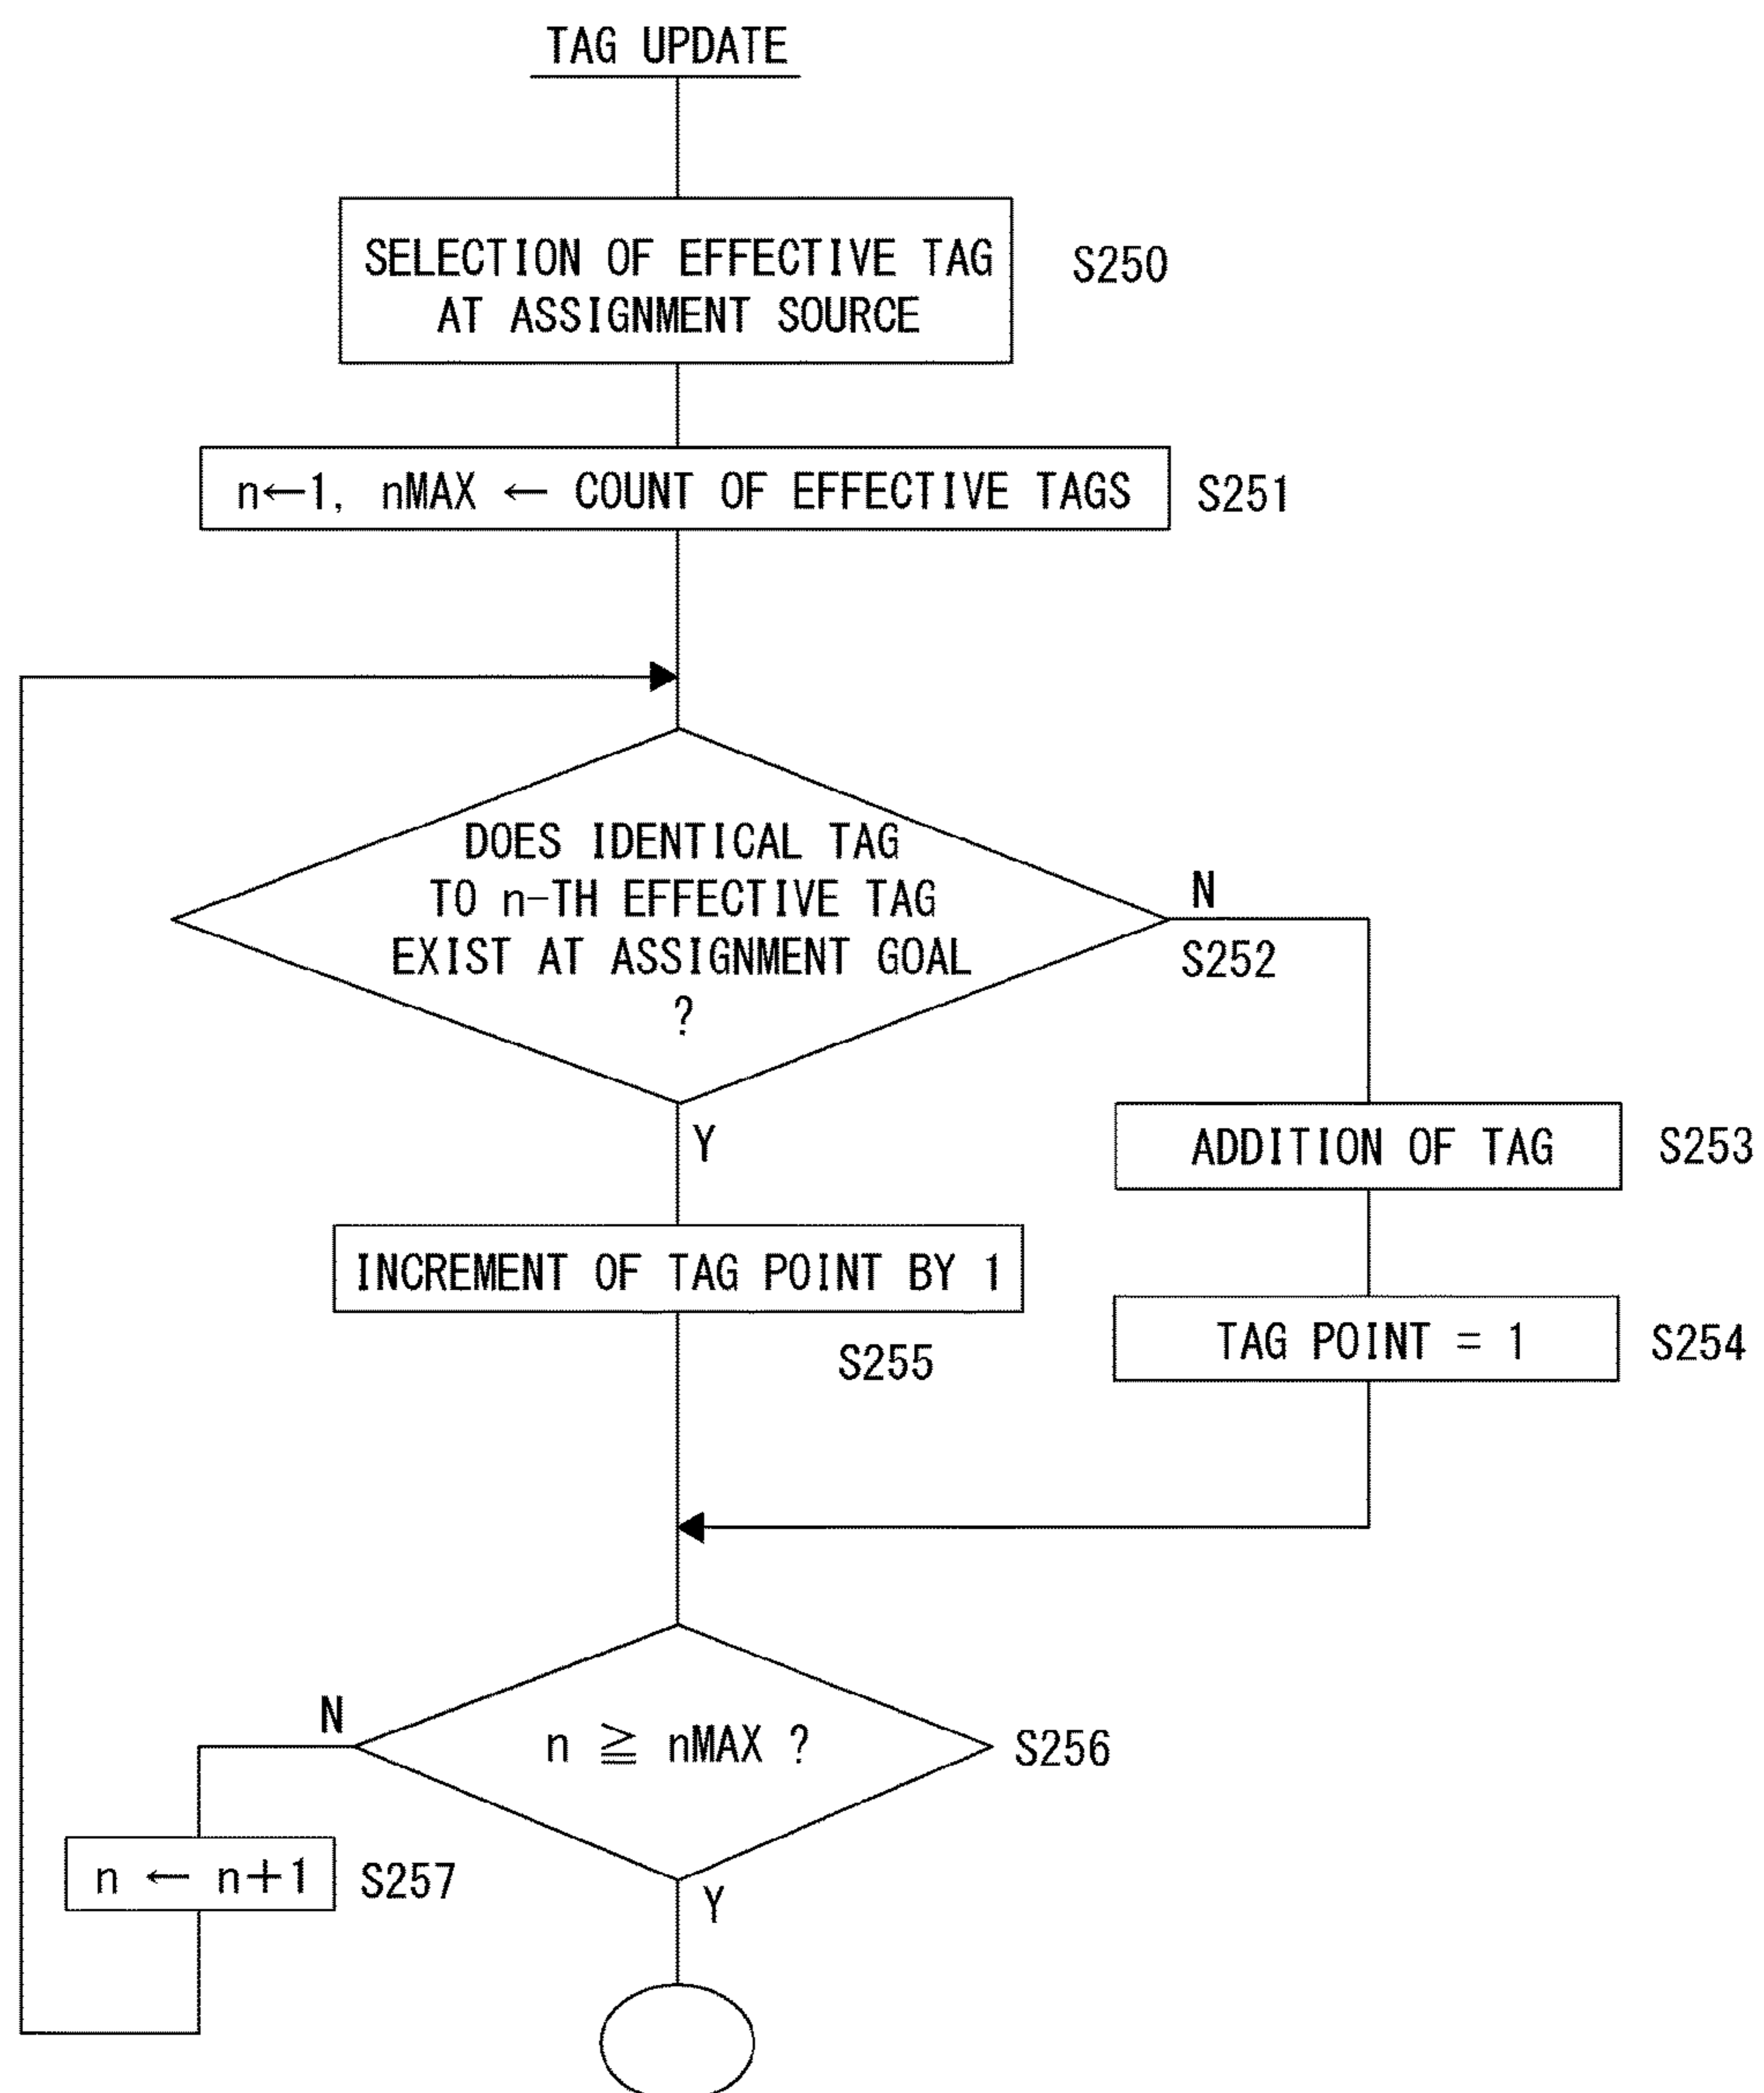 TAG UPDATE
SELECTION OF EFFECTIVE TAG
AT ASSIGNMENT SOURCE
S250
n←1, nMAX ← COUNT OF EFFECTIVE TAGS
S251
DOES IDENTICAL TAG
TO n-TH EFFECTIVE TAG
EXIST AT ASSIGNMENT GOAL
?
N
S252
Y
ADDITION OF TAG
S253
INCREMENT OF TAG POINT BY 1
S255
TAG POINT = 1
S254
N
n ≧ nMAX ?
S256
n ← n+1
S257
Y